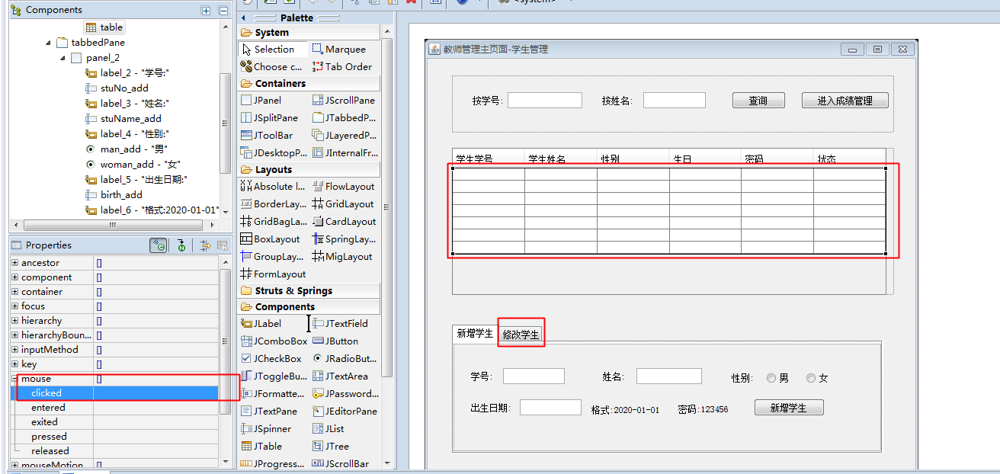 Components
table
tabbedPane
panel_2
label_2 - "学号:"
stuNo_add
label_3 - "姓名:"
stuName_add
label_4 - "性别:"
man_add - "男"
woman_add - "女"
label_5 - "出生日期:"
birth_add
label_6 - "格式:2020-01-01"
Properties
ancestor []
component []
container []
focus []
hierarchy []
hierarchyBoun... []
inputMethod []
key []
mouse []
clicked
entered
exited
pressed
released
mouseMotion []
<system>
Palette
System
Selection Marquee
Choose c... Tab Order
Containers
JPanel JScrollPane
JSplitPane JTabbedP...
JToolBar JLayeredP...
JDesktopP... JInternalFr...
Layouts
Absolute l... FlowLayout
BorderLay... GridLayout
GridBagLa... CardLayout
BoxLayout SpringLay...
GroupLay... MigLayout
FormLayout
Struts & Springs
Components
JLabel JTextField
JComboBox JButton
JCheckBox JRadioBut...
JToggleBu... JTextArea
JFormatte... JPassword...
JTextPane JEditorPane
JSpinner JList
JTable JTree
JProgress... JScrollBar
教师管理主页面-学生管理
按学号: 按姓名: 查询 进入成绩管理
学生学号 学生姓名 性别 生日 密码 状态
新增学生 修改学生
学号: 姓名: 性别: 男 女
出生日期: 格式:2020-01-01 密码:123456 新增学生